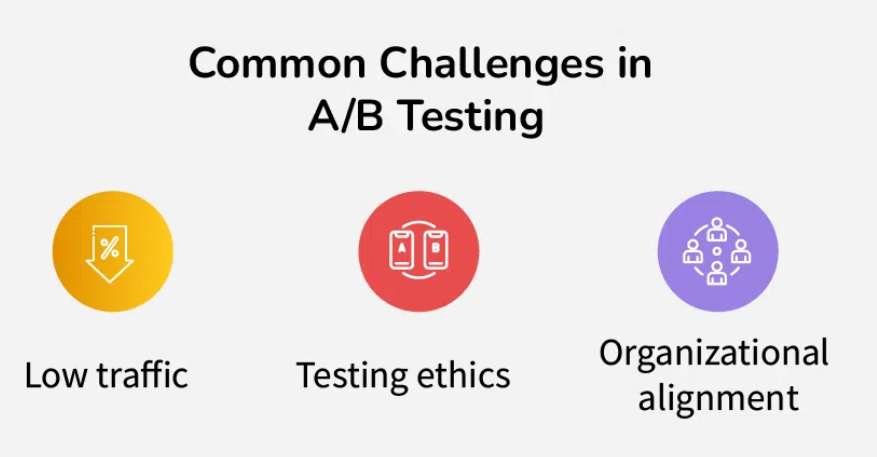 Common Challenges in
A/B Testing
%
A
B
Low traffic
Testing ethics
Organizational
alignment